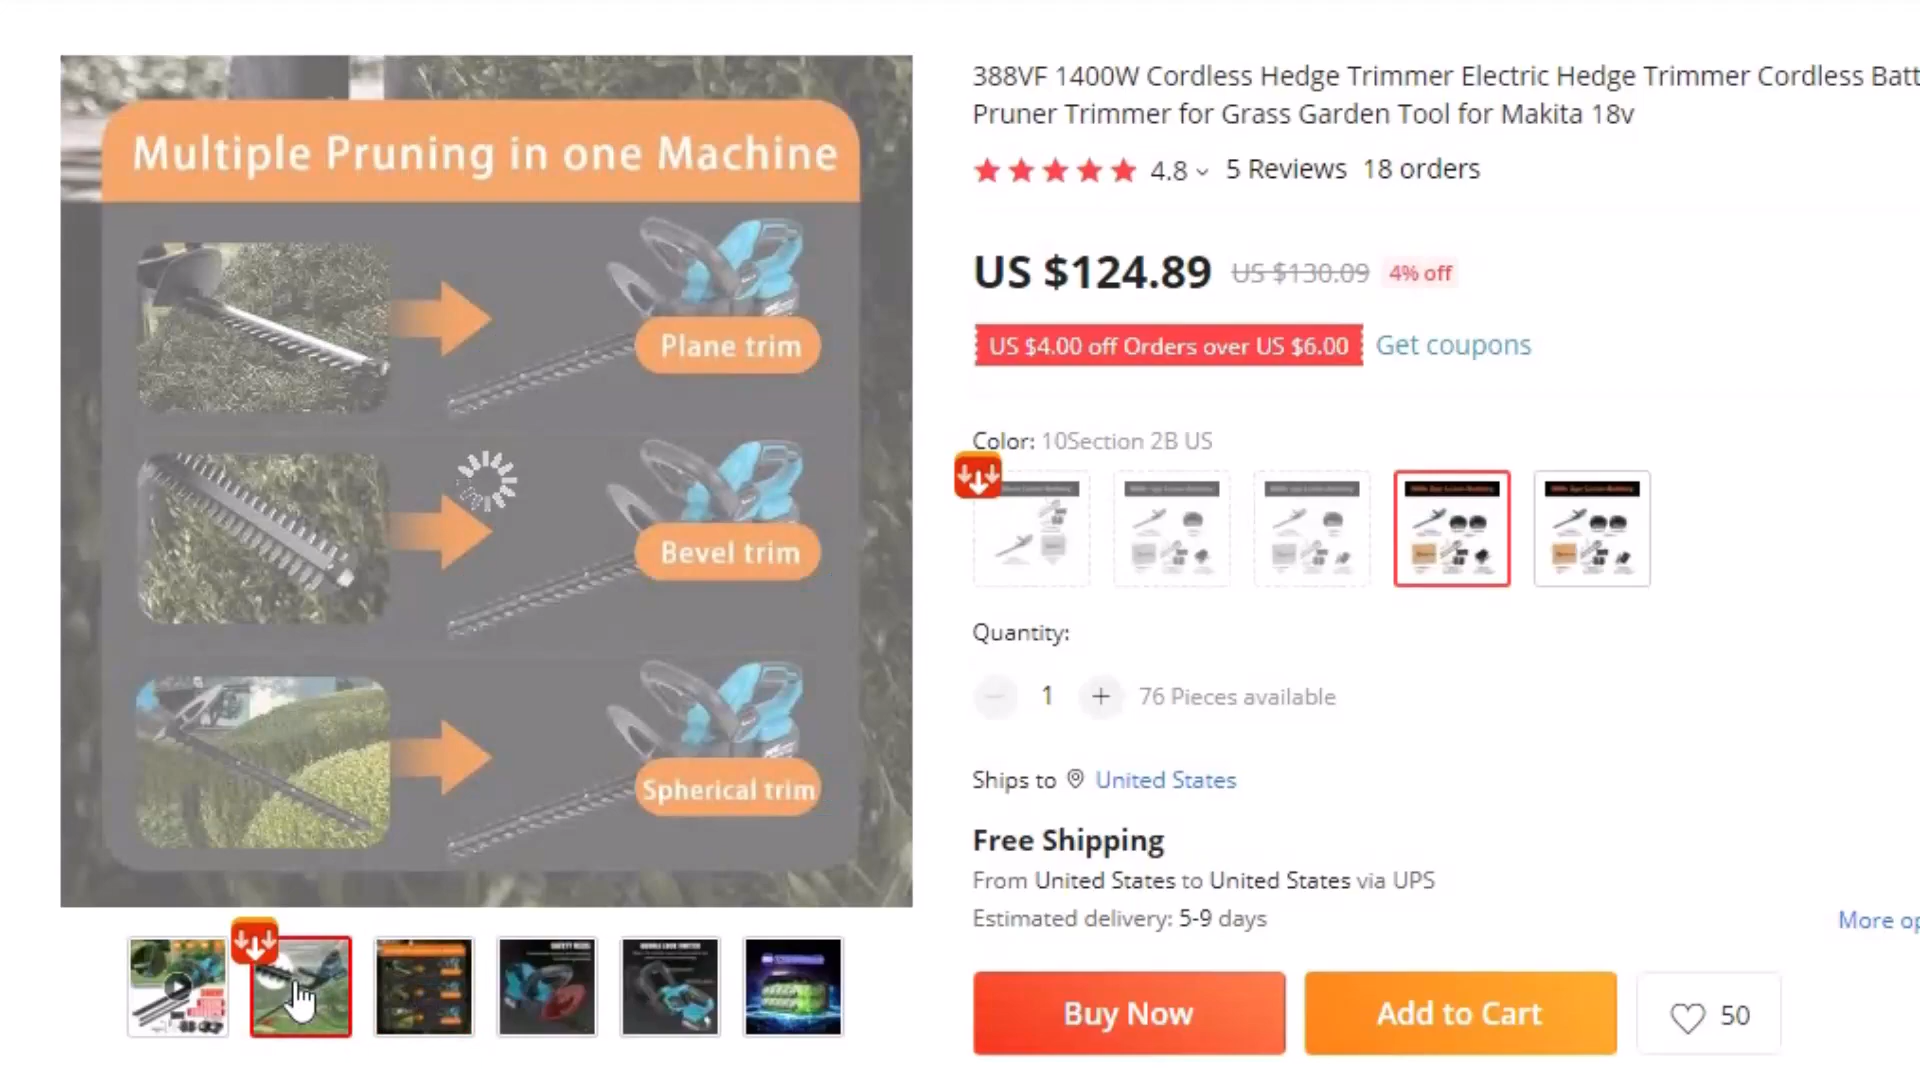 Multiple Pruning in one Machine
Plane trim
Bevel trim
Spherical trim
388VF 1400W Cordless Hedge Trimmer Electric Hedge Trimmer Cordless Batt
Pruner Trimmer for Grass Garden Tool for Makita 18v
4.8 5 Reviews 18 orders
US $124.89 US $130.09 4% off
US $4.00 off Orders over US $6.00 Get coupons
Color: 10Section 2B US
Quantity:
1 + 76 Pieces available
Ships to United States
Free Shipping
From United States to United States via UPS
Estimated delivery: 5-9 days
More op
Buy Now
Add to Cart
50